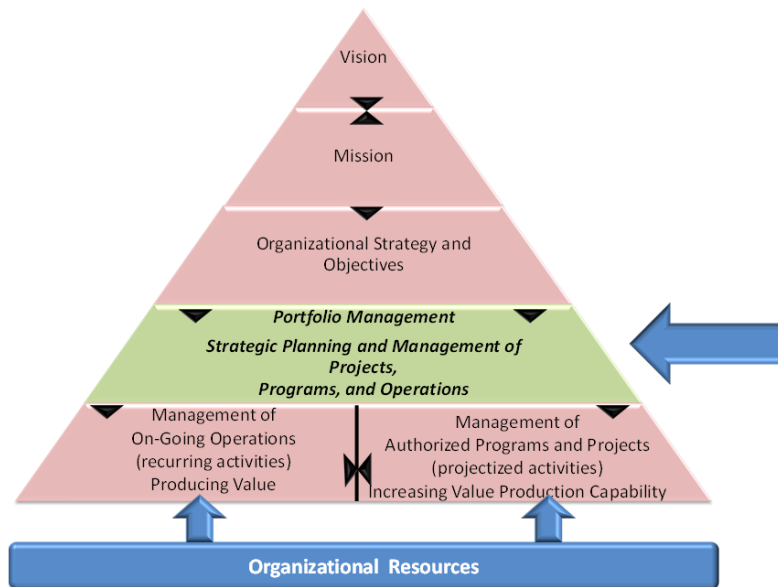 Vision
Mission
Organizational Strategy and
Objectives
Portfolio Management
Strategic Planning and Management of
Projects,
Programs, and Operations
Management of
On-Going Operations
(recurring activities)
Producing Value
Management of
Authorized Programs and Projects
(projectized activities)
Increasing Value Production Capability
Organizational Resources